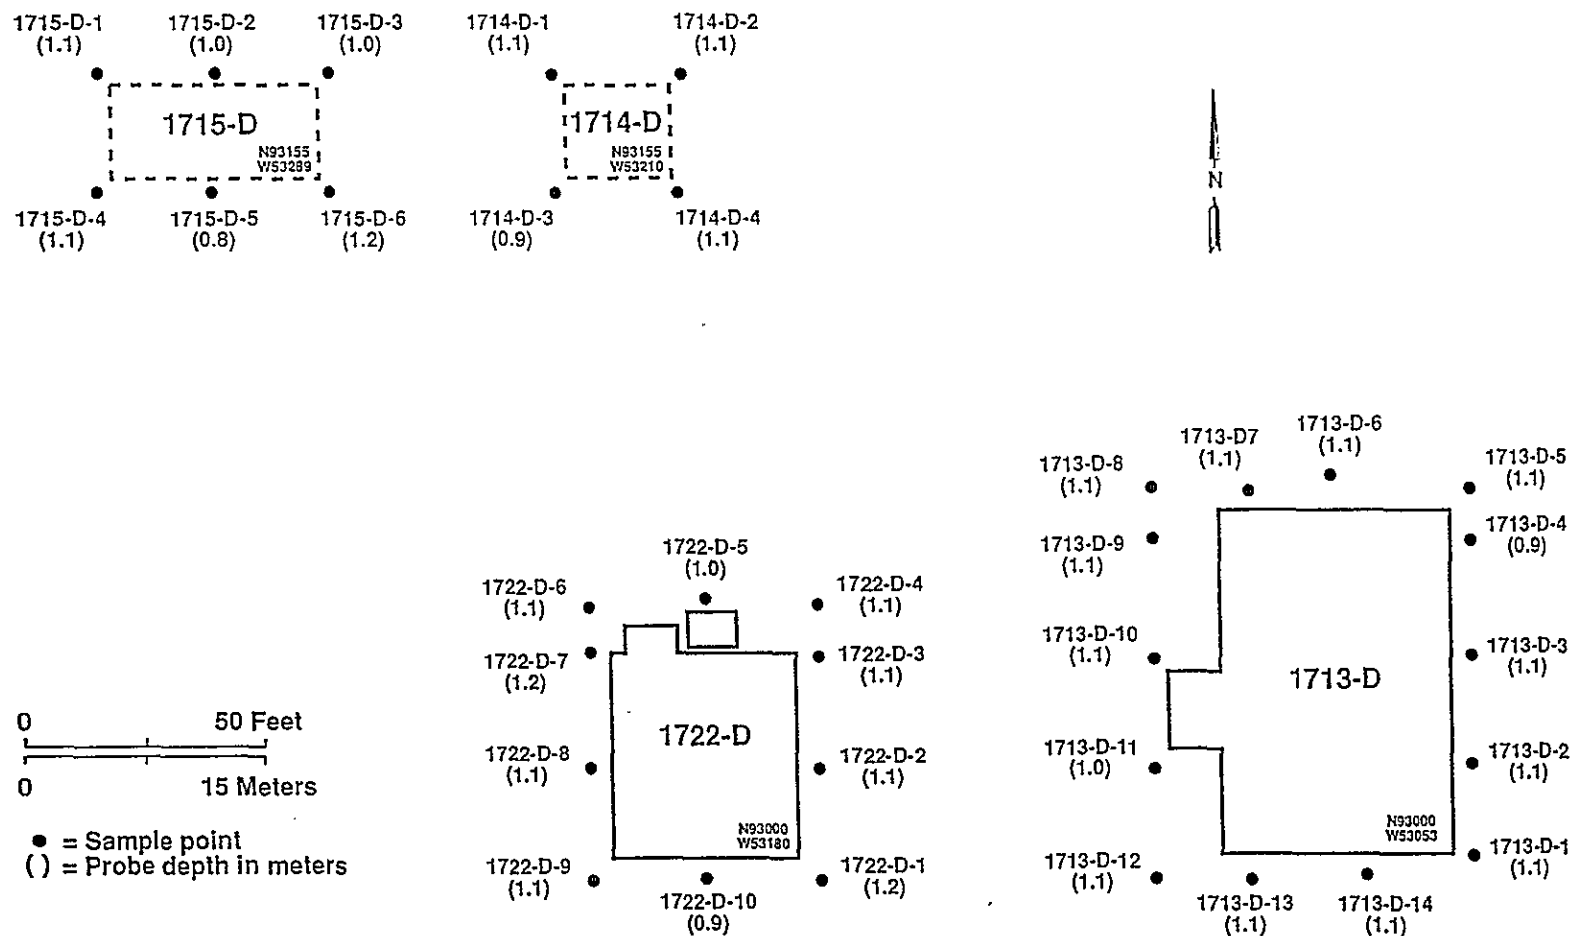 1715-D-1
(1.1)
1715-D-2
(1.0)
1715-D-3
(1.0)
1715-D
N93155
W53289
1715-D-4
(1.1)
1715-D-5
(0.8)
1715-D-6
(1.2)
1714-D-1
(1.1)
1714-D-2
(1.1)
1714-D
N93155
W53210
1714-D-3
(0.9)
1714-D-4
(1.1)
N
1722-D-5
(1.0)
1722-D-6
(1.1)
1722-D-4
(1.1)
1722-D-7
(1.2)
1722-D-3
(1.1)
1722-D
1722-D-8
(1.1)
1722-D-2
(1.1)
N93000
W53180
1722-D-9
(1.1)
1722-D-10
(0.9)
1722-D-1
(1.2)
1713-D-6
(1.1)
1713-D7
(1.1)
1713-D-8
(1.1)
1713-D-5
(1.1)
1713-D-9
(1.1)
1713-D-4
(0.9)
1713-D-10
(1.1)
1713-D-3
(1.1)
1713-D
1713-D-11
(1.0)
1713-D-2
(1.1)
N93000
W53053
1713-D-12
(1.1)
1713-D-1
(1.1)
1713-D-13
(1.1)
1713-D-14
(1.1)
0 50 Feet
0 15 Meters
● = Sample point
( ) = Probe depth in meters